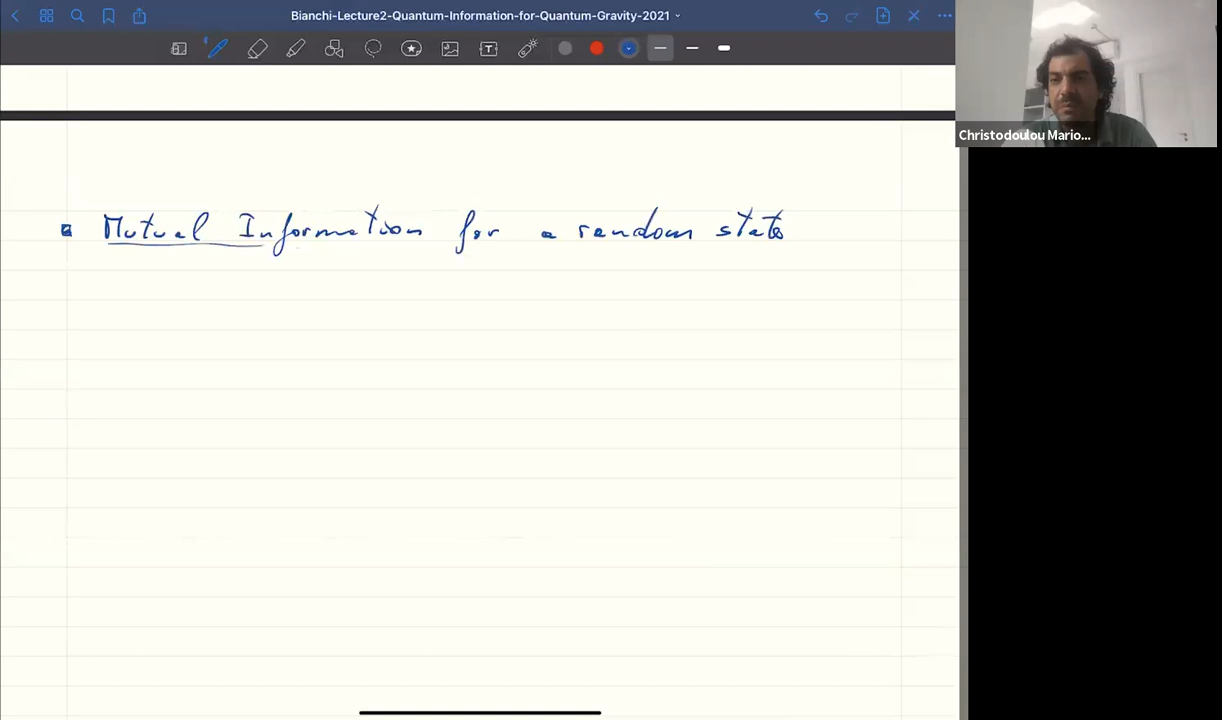 Bianchi-Lecture2-Quantum-Information-for-Quantum-Gravity-2021
Christodoulou Mario...
Mutual Information for a random state